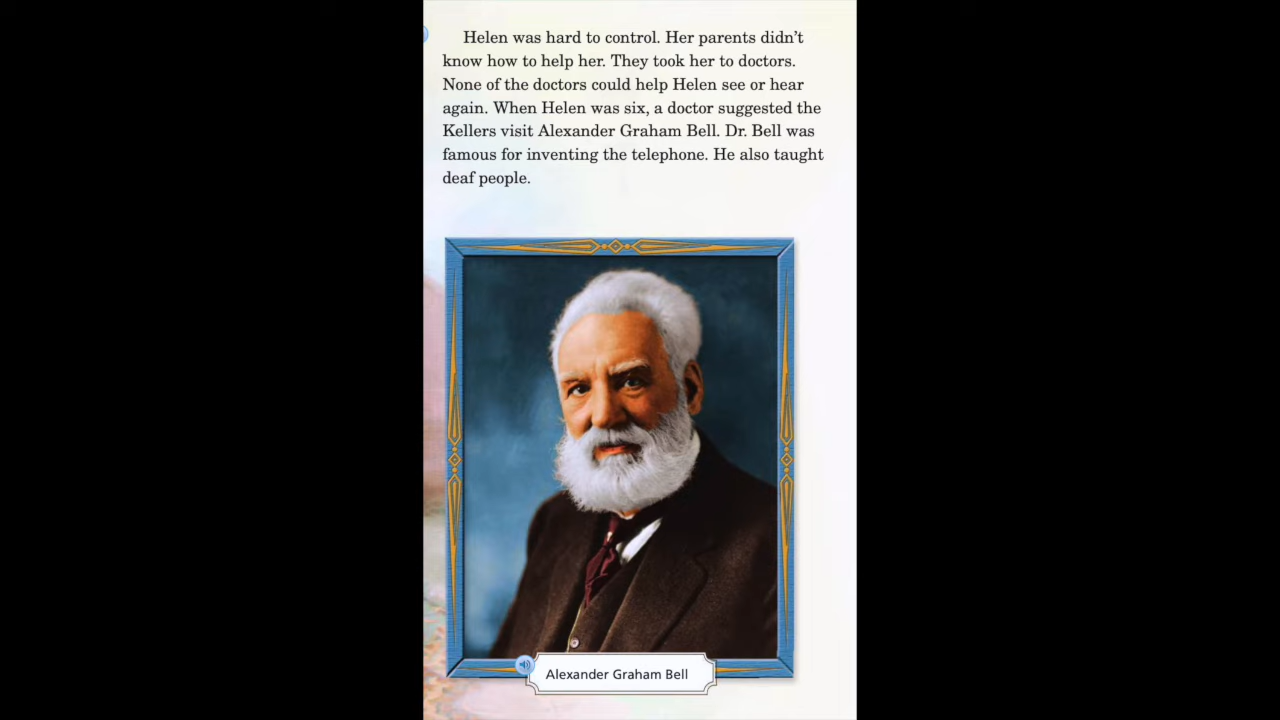 Helen was hard to control. Her parents didn’t
know how to help her. They took her to doctors.
None of the doctors could help Helen see or hear
again. When Helen was six, a doctor suggested the
Kellers visit Alexander Graham Bell. Dr. Bell was
famous for inventing the telephone. He also taught
deaf people.
Alexander Graham Bell